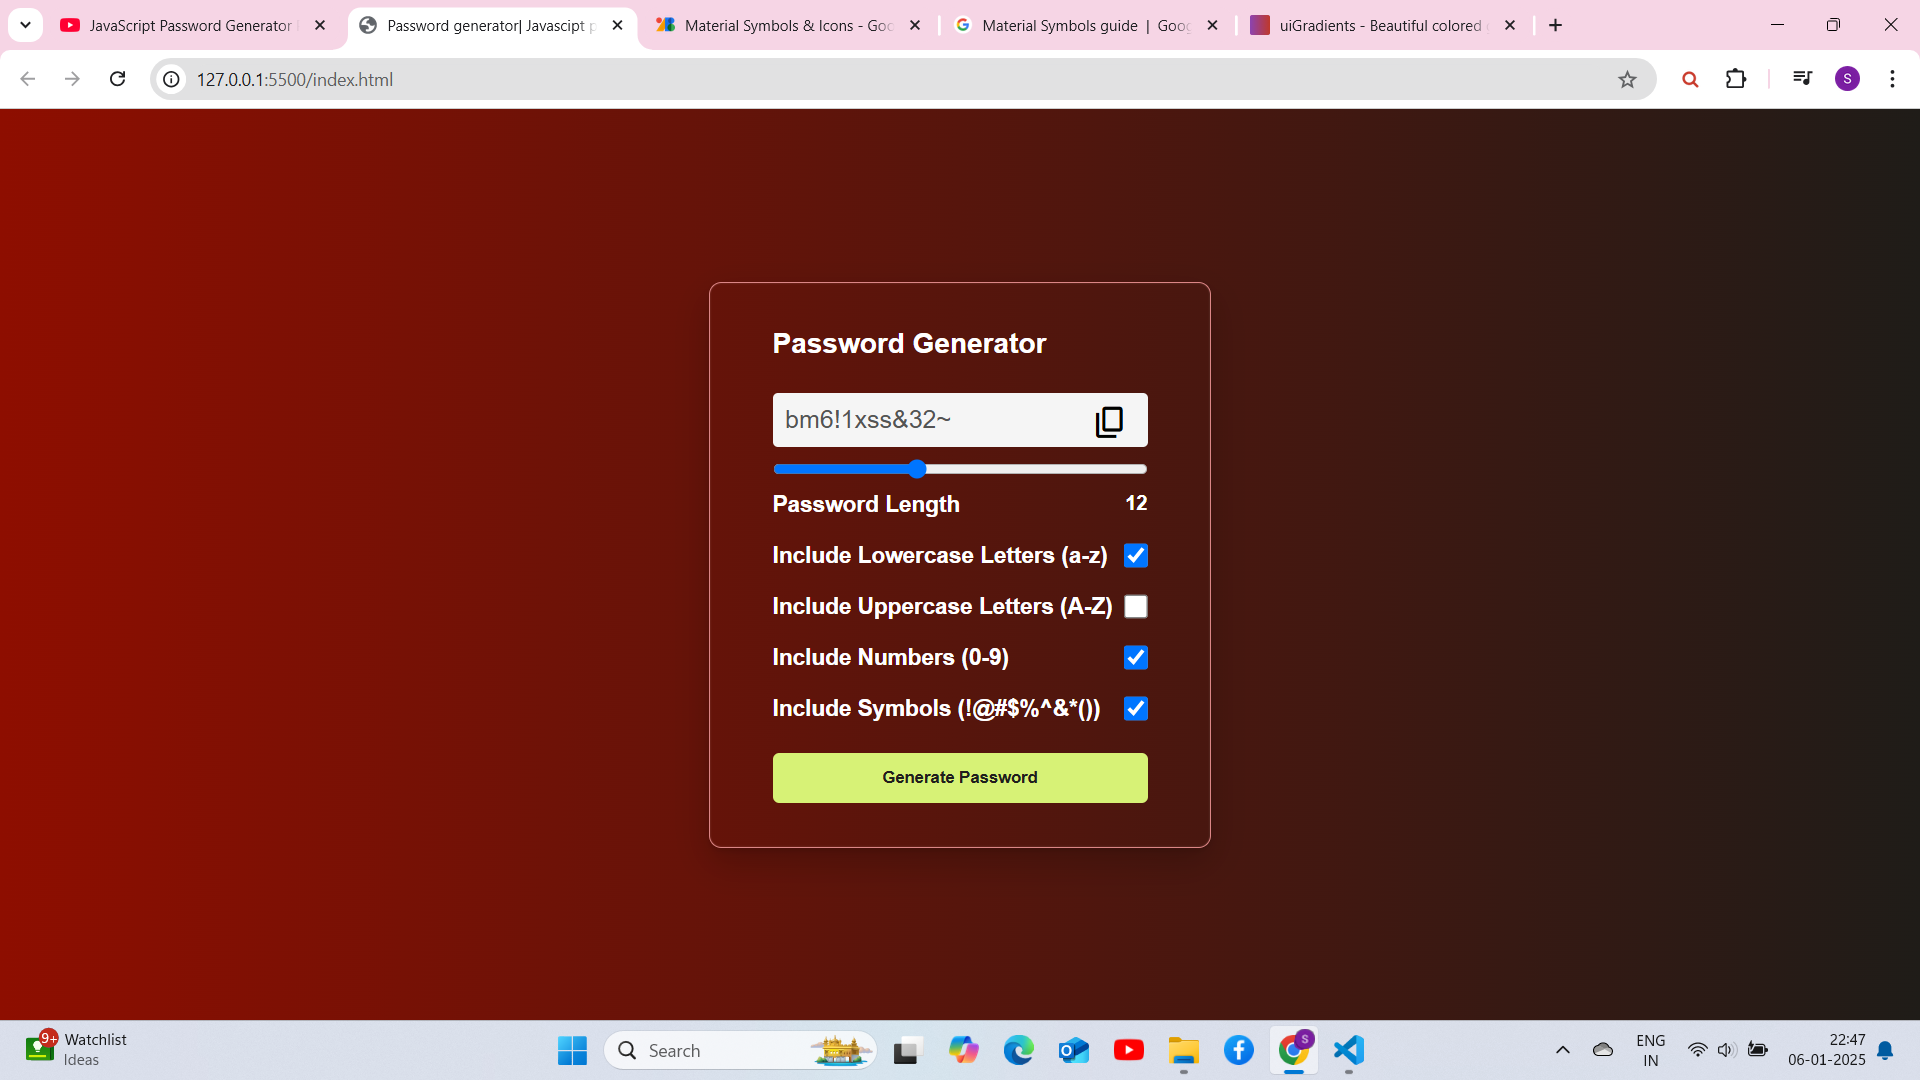 JavaScript Password Generator
Password generator| Javascipt p
Material Symbols & Icons - Goo
Material Symbols guide | Goog
uiGradients - Beautiful colored
127.0.0.1:5500/index.html
S
Password Generator
bm6!1xss&32~
Password Length
12
Include Lowercase Letters (a-z)
Include Uppercase Letters (A-Z)
Include Numbers (0-9)
Include Symbols (!@#$%^&*())
Generate Password
9+
Watchlist
Ideas
Search
S
ENG
IN
22:47
06-01-2025